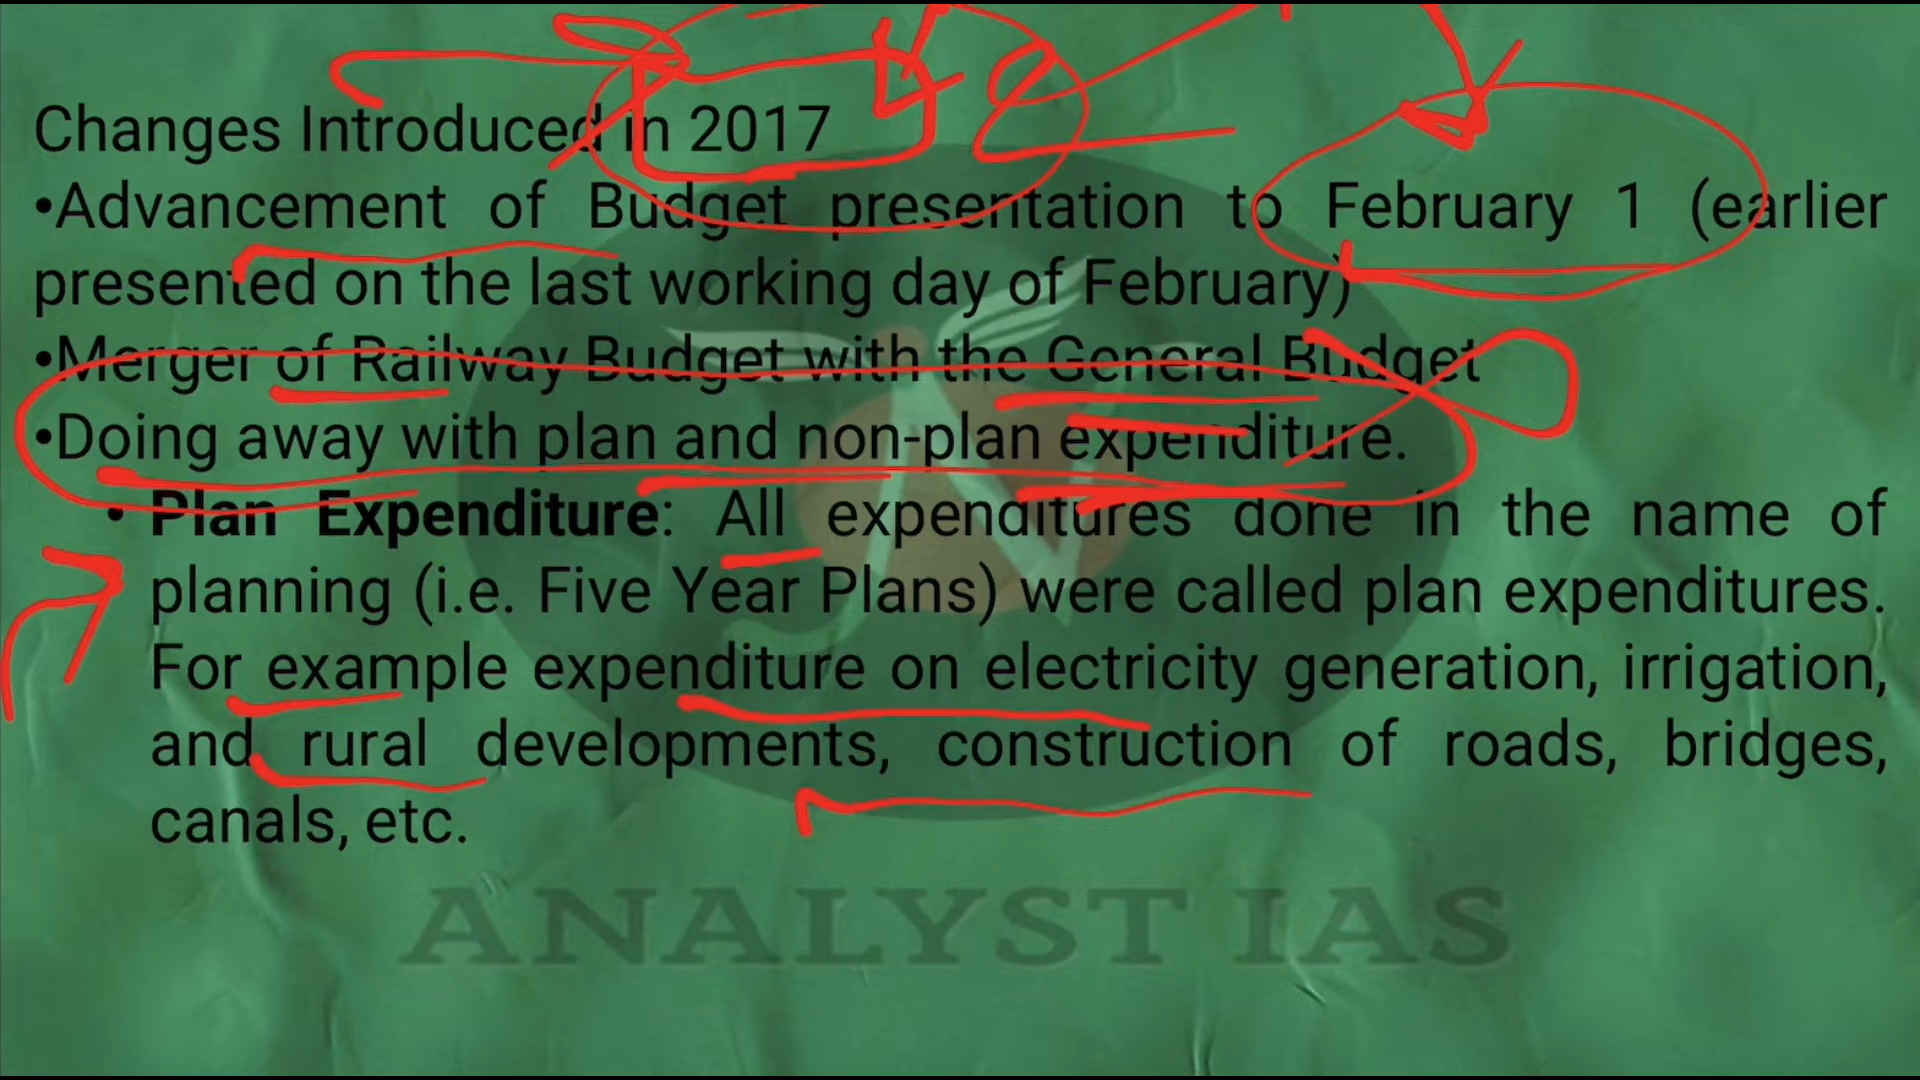 Changes Introduced in 2017
•Advancement of Budget presentation to February 1 (earlier
presented on the last working day of February)
•Merger of Railway Budget with the General Budget
•Doing away with plan and non-plan expenditure.
• Plan Expenditure: All expenditures done in the name of
planning (i.e. Five Year Plans) were called plan expenditures.
For example expenditure on electricity generation, irrigation,
and rural developments, construction of roads, bridges,
canals, etc.
ANALYST IAS